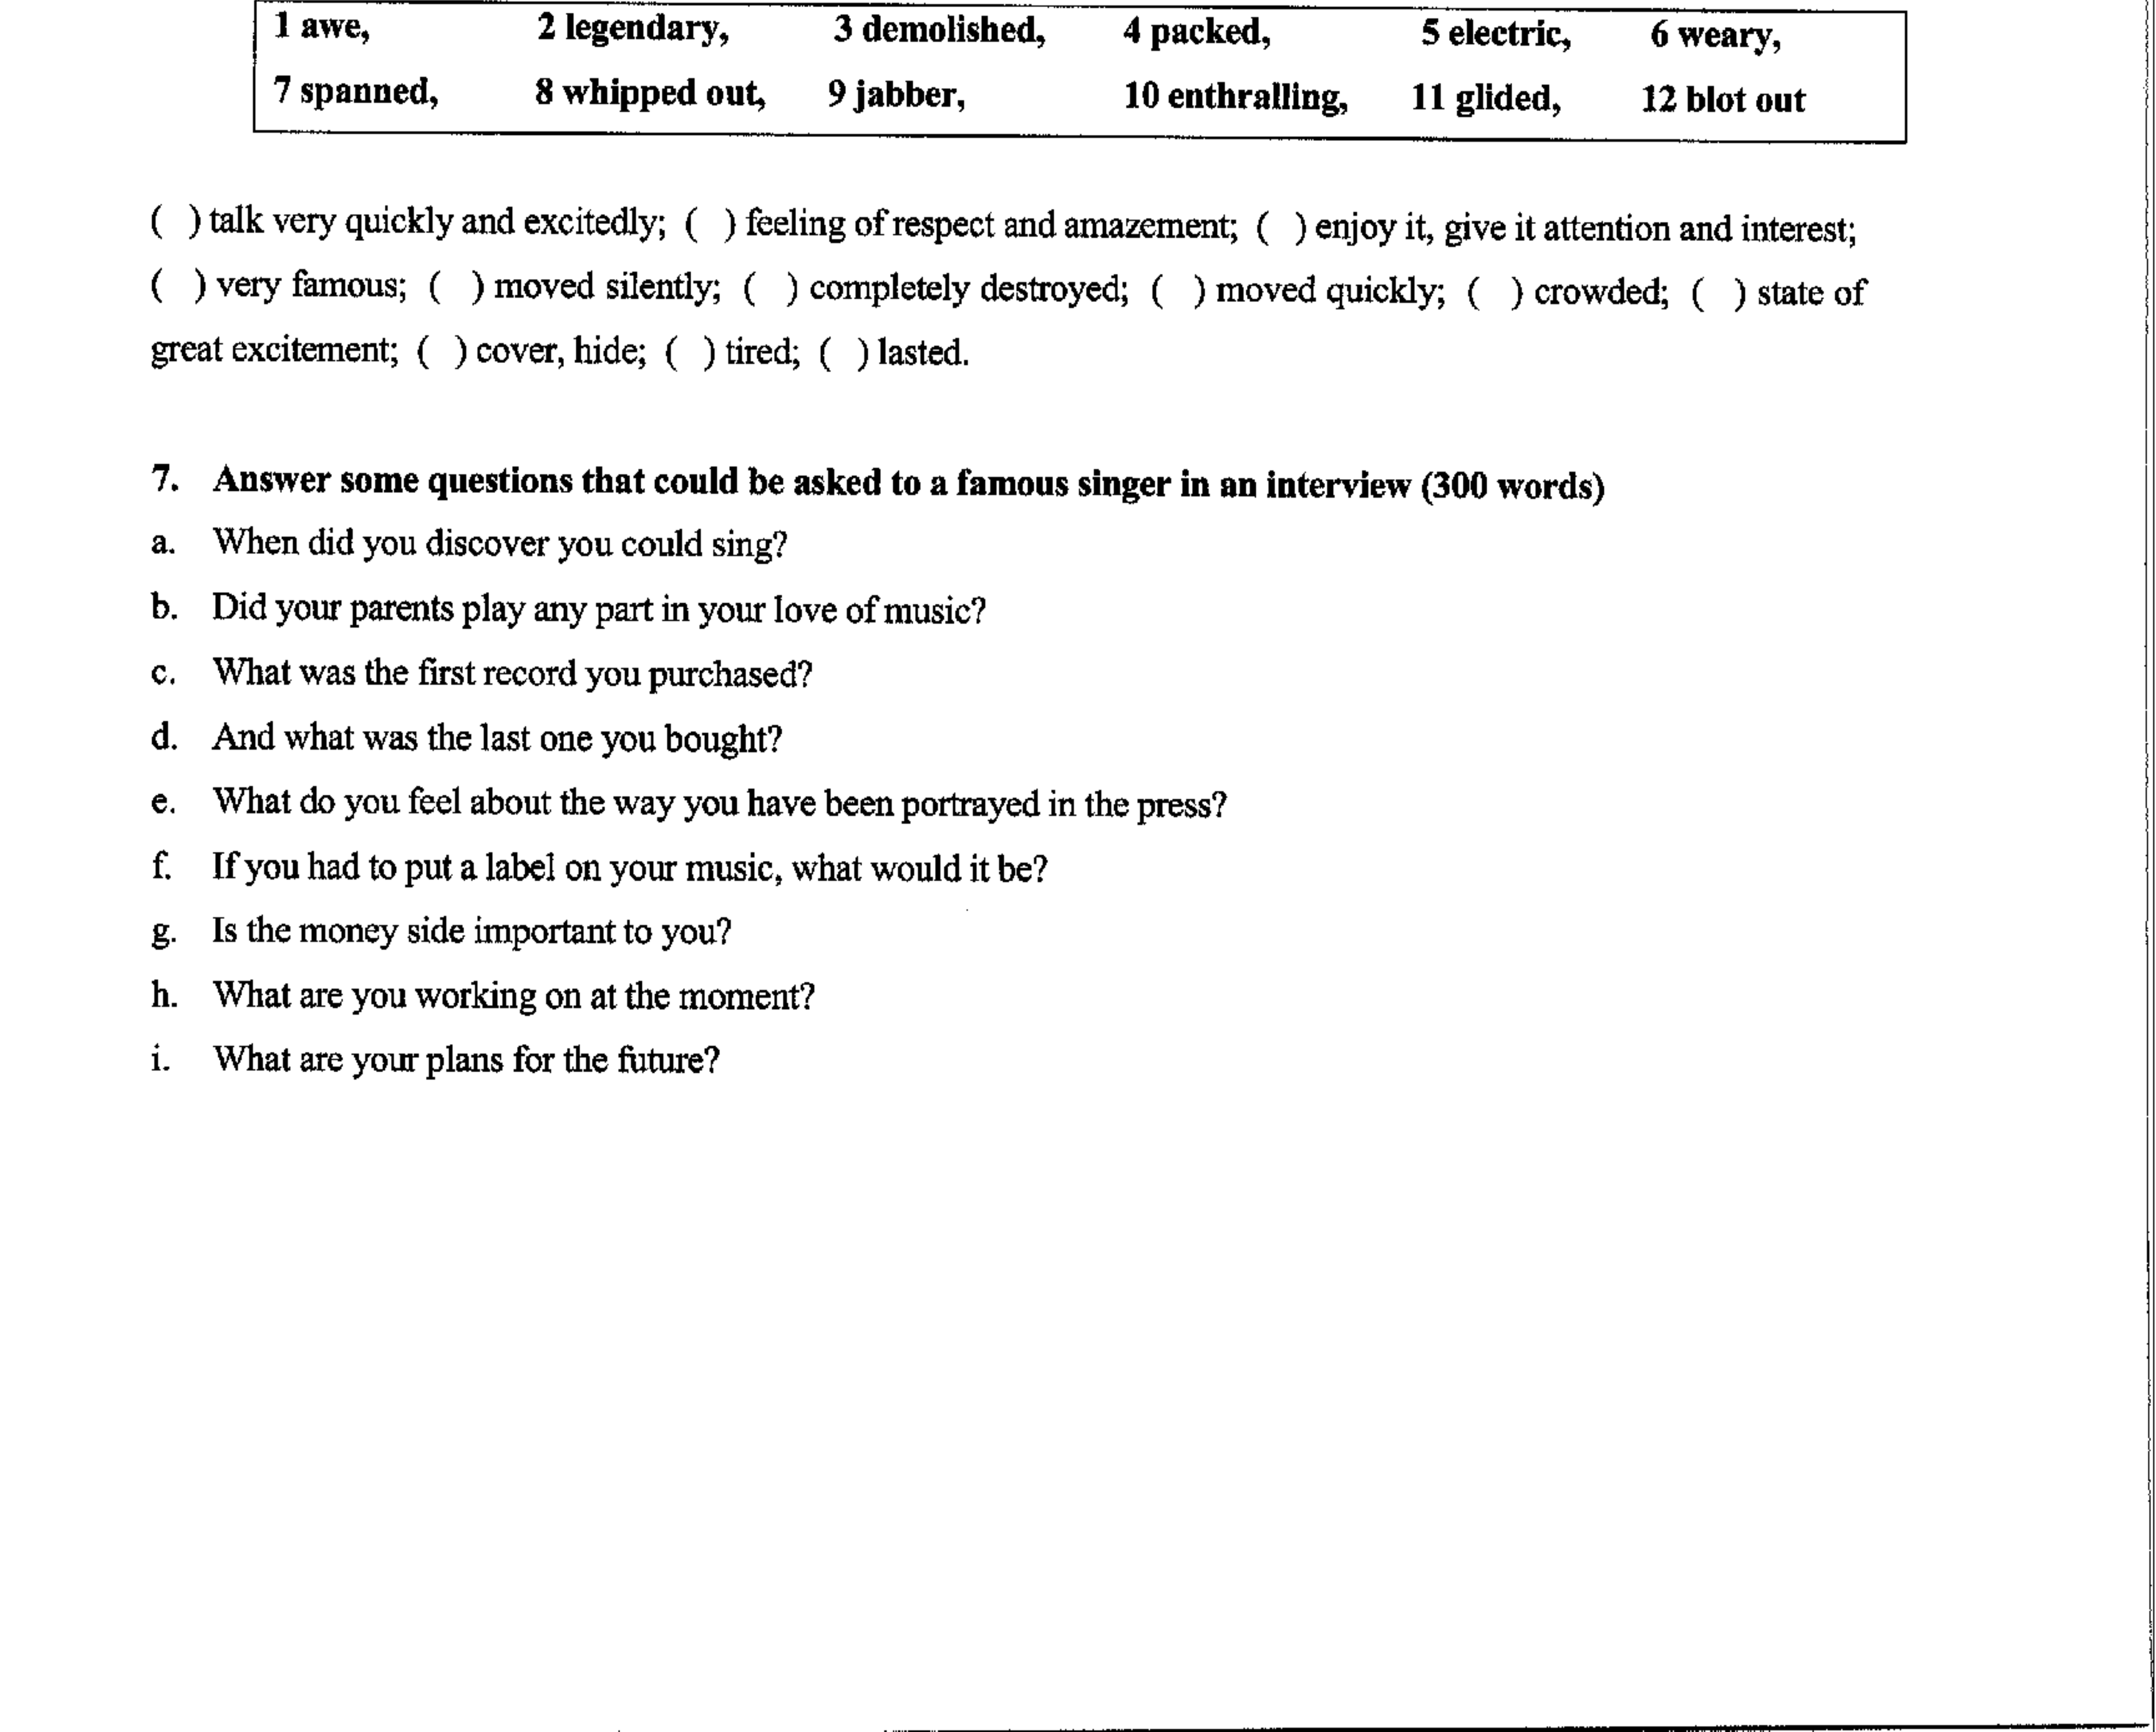 1 awe, 2 legendary, 3 demolished, 4 packed, 5 electric, 6 weary,
7 spanned, 8 whipped out, 9 jabber, 10 enthralling, 11 glided, 12 blot out
( ) talk very quickly and excitedly; ( ) feeling of respect and amazement; ( ) enjoy it, give it attention and interest;
( ) very famous; ( ) moved silently; ( ) completely destroyed; ( ) moved quickly; ( ) crowded; ( ) state of
great excitement; ( ) cover, hide; ( ) tired; ( ) lasted.
7. Answer some questions that could be asked to a famous singer in an interview (300 words)
a. When did you discover you could sing?
b. Did your parents play any part in your love of music?
c. What was the first record you purchased?
d. And what was the last one you bought?
e. What do you feel about the way you have been portrayed in the press?
f. If you had to put a label on your music, what would it be?
g. Is the money side important to you?
h. What are you working on at the moment?
i. What are your plans for the future?